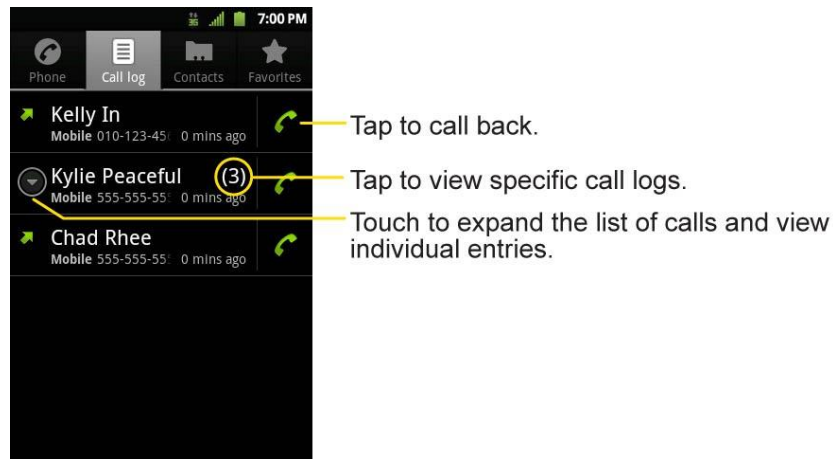 3G 7:00 PM
Phone Call log Contacts Favorites
Kelly In
Mobile 010-123-45 0 mins ago
Tap to call back.
Kylie Peaceful (3)
Mobile 555-555-55 0 mins ago
Tap to view specific call logs.
Touch to expand the list of calls and view
individual entries.
Chad Rhee
Mobile 555-555-55 0 mins ago